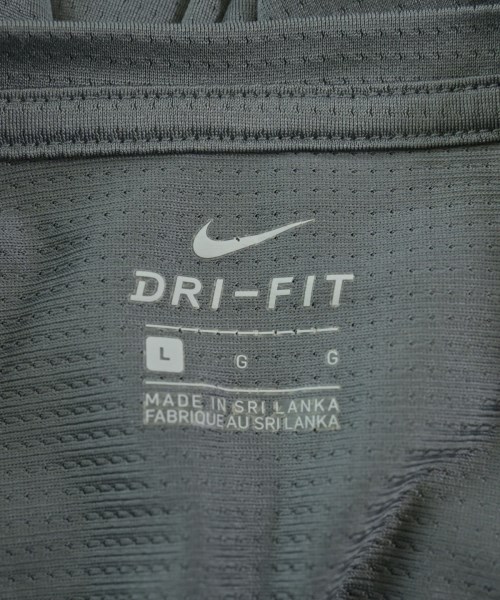 DRI-FIT
L G G
MADE IN SRI LANKA
FABRIQUE AU SRI LANKA